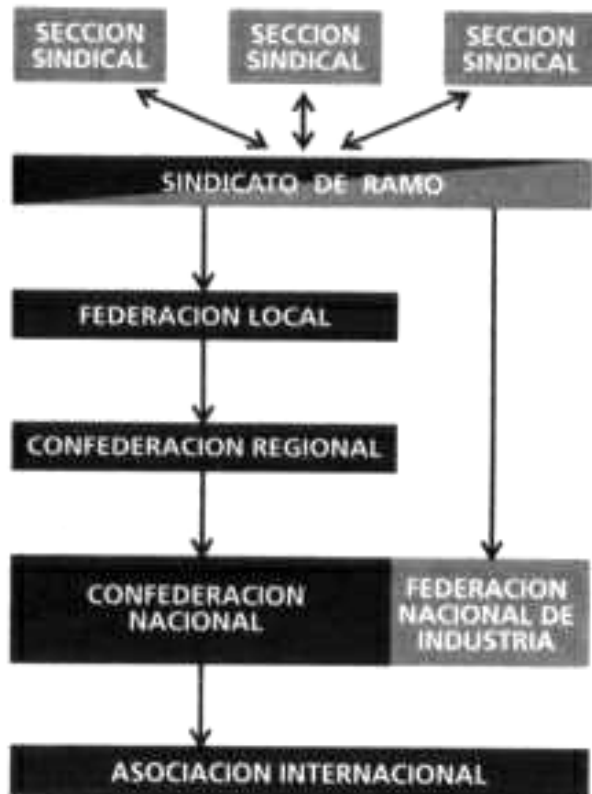 SECCION
SINDICAL
SECCION
SINDICAL
SECCION
SINDICAL
SINDICATO DE RAMO
FEDERACION LOCAL
CONFEDERACION REGIONAL
CONFEDERACION
NACIONAL
FEDERACION
NACIONAL DE
INDUSTRIA
ASOCIACION INTERNACIONAL